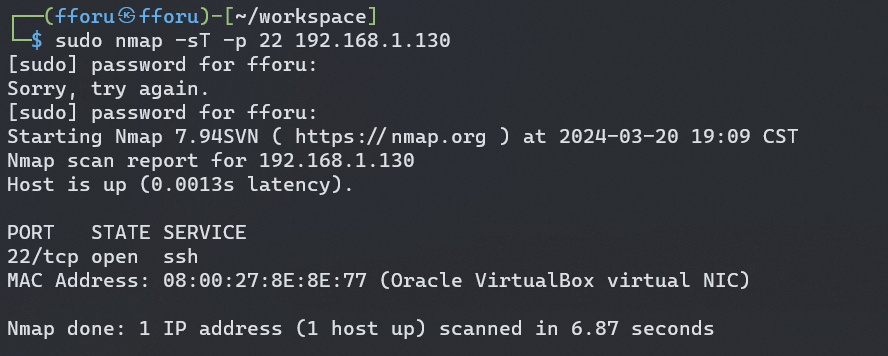 ┌──(fforu㉿fforu)-[~/workspace]
└─$ sudo nmap -sT -p 22 192.168.1.130
[sudo] password for fforu:
Sorry, try again.
[sudo] password for fforu:
Starting Nmap 7.94SVN ( https://nmap.org ) at 2024-03-20 19:09 CST
Nmap scan report for 192.168.1.130
Host is up (0.0013s latency).
PORT   STATE SERVICE
22/tcp open  ssh
MAC Address: 08:00:27:8E:8E:77 (Oracle VirtualBox virtual NIC)
Nmap done: 1 IP address (1 host up) scanned in 6.87 seconds